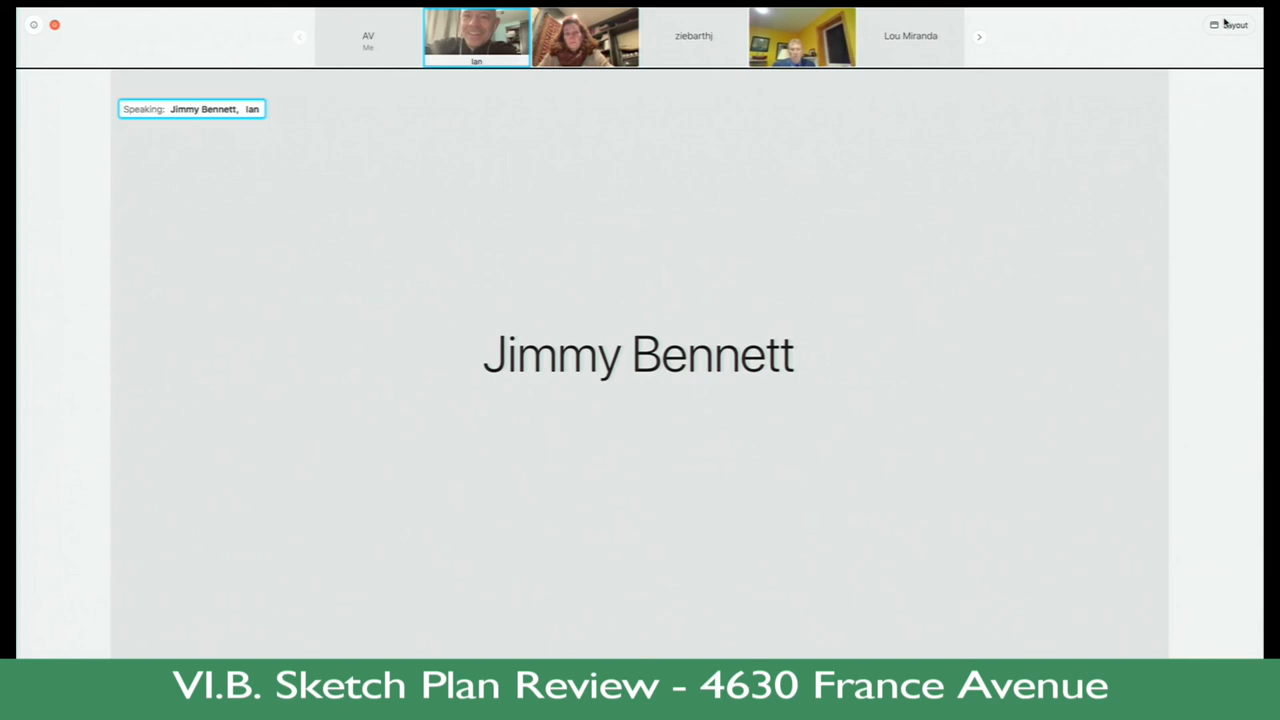 AV
Me
Ian
ziebarthj
Lou Miranda
Layout
Speaking: Jimmy Bennett, Ian
Jimmy Bennett
VI.B. Sketch Plan Review - 4630 France Avenue